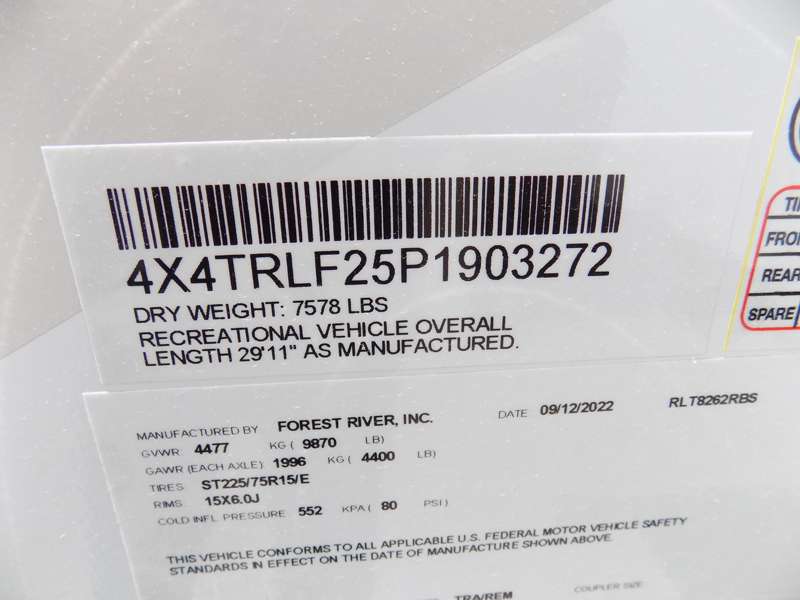 4X4TRLF25P1903272
DRY WEIGHT: 7578 LBS
RECREATIONAL VEHICLE OVERALL
LENGTH 29'11" AS MANUFACTURED.
MANUFACTURED BY FOREST RIVER, INC. DATE 09/12/2022 RLT8262RBS
GVWR 4477 KG ( 9870 LB)
GAWR (EACH AXLE) 1996 KG ( 4400 LB)
TIRES ST225/75R15/E
RIMS 15X6.0J
COLD INFL PRESSURE 552 KPA ( 80 PSI)
THIS VEHICLE CONFORMS TO ALL APPLICABLE U.S. FEDERAL MOTOR VEHICLE SAFETY
STANDARDS IN EFFECT ON THE DATE OF MANUFACTURE SHOWN ABOVE.
TRA/REM COUPLER SIZE
REAR
SPARE